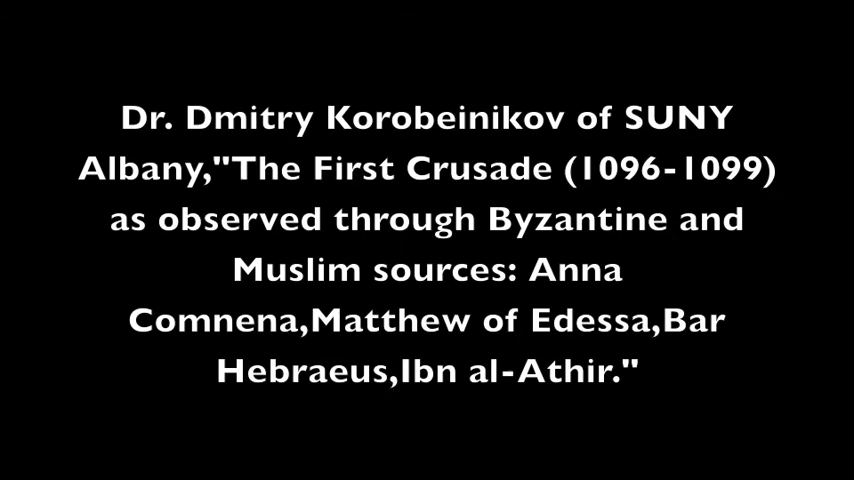 Dr. Dmitry Korobeinikov of SUNY
Albany,"The First Crusade (1096-1099)
as observed through Byzantine and
Muslim sources: Anna
Comnena,Matthew of Edessa,Bar
Hebraeus,Ibn al-Athir."